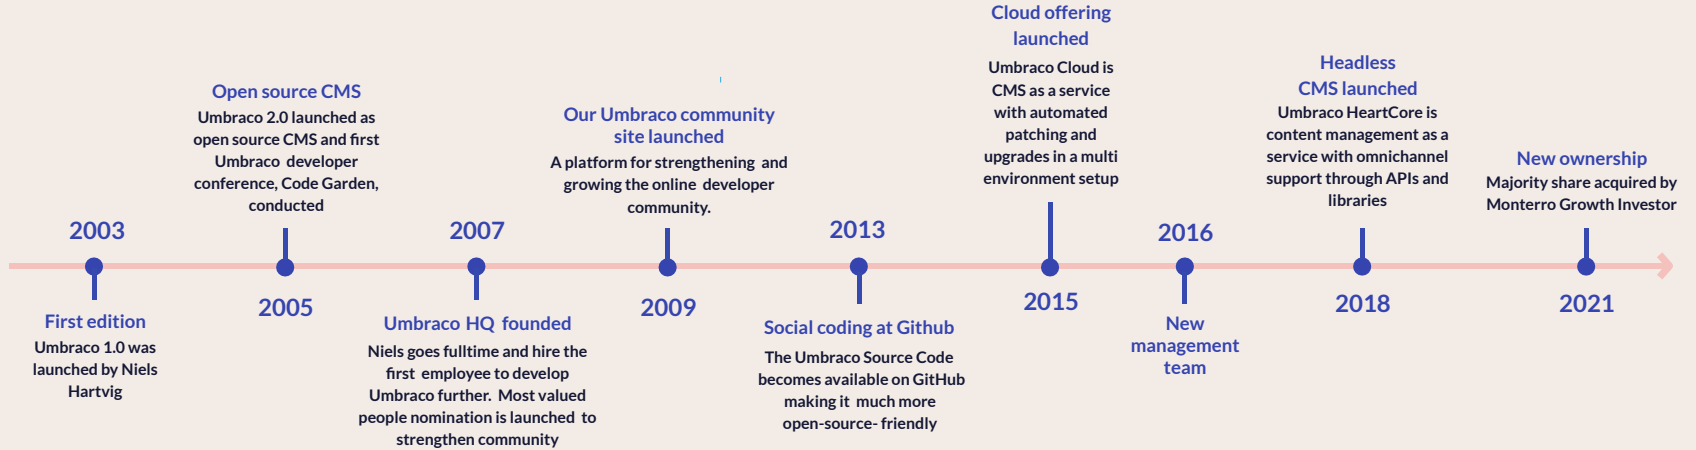 2003
First edition
Umbraco 1.0 was
launched by Niels
Hartvig
Open source CMS
Umbraco 2.0 launched as
open source CMS and first
Umbraco developer
conference, Code Garden,
conducted
2005
2007
Umbraco HQ founded
Niels goes fulltime and hire the
first employee to develop
Umbraco further. Most valued
people nomination is launched to
strengthen community
Our Umbraco community
site launched
A platform for strengthening and
growing the online developer
community.
2009
2013
Social coding at Github
The Umbraco Source Code
becomes available on GitHub
making it much more
open-source- friendly
Cloud offering
launched
Umbraco Cloud is
CMS as a service
with automated
patching and
upgrades in a multi
environment setup
2015
2016
New
management
team
Headless
CMS launched
Umbraco HeartCore is
content management as a
service with omnichannel
support through APIs and
libraries
2018
New ownership
Majority share acquired by
Monterro Growth Investor
2021